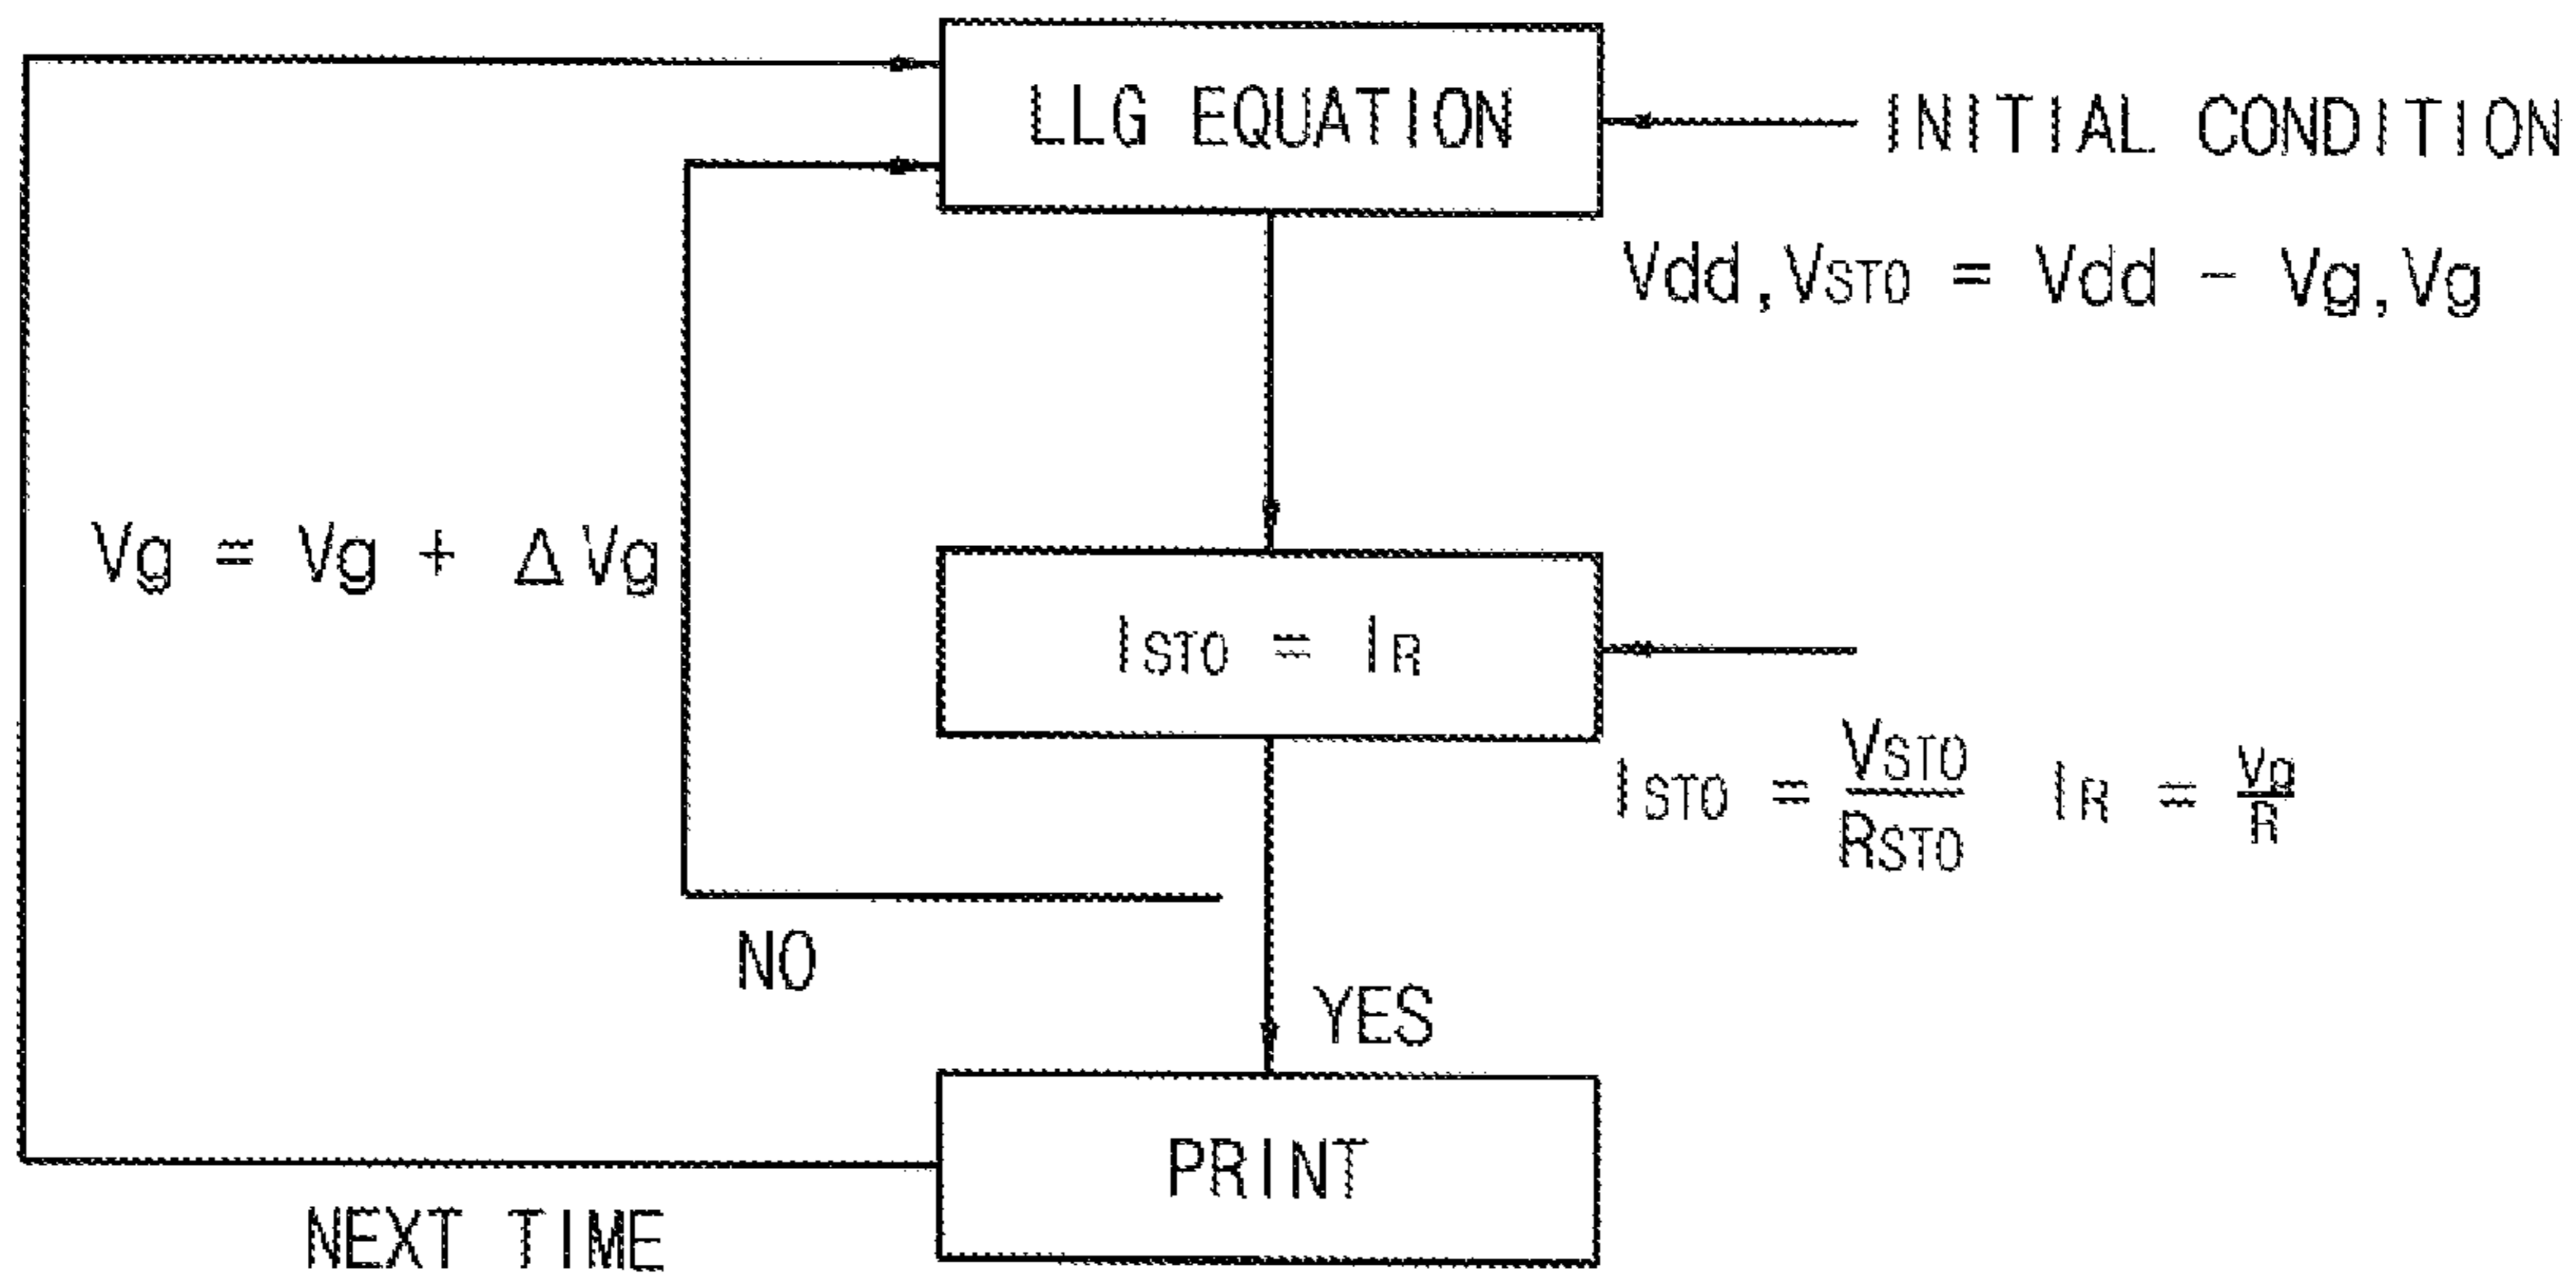 LLG EQUATION
INITIAL CONDITION
Vdd,VSTO = Vdd - Vg,Vg
Vg = Vg + Δ Vg
ISTO = IR
ISTO = VSTO/RSTO IR = Vg/R
NO
YES
PRINT
NEXT TIME